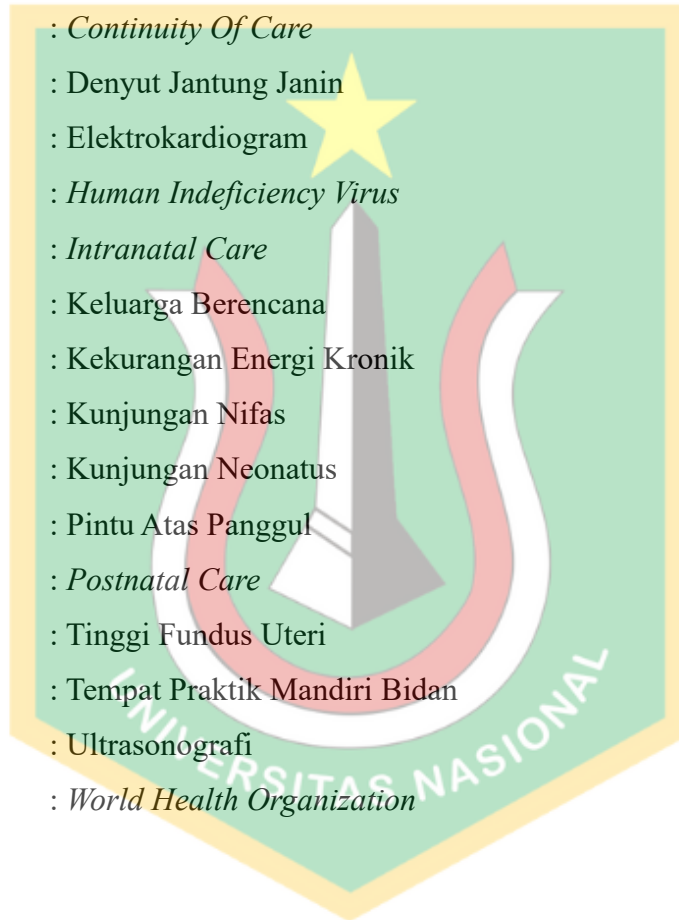 : Continuity Of Care
: Denyut Jantung Janin
: Elektrokardiogram
: Human Indeficiency Virus
: Intranatal Care
: Keluarga Berencana
: Kekurangan Energi Kronik
: Kunjungan Nifas
: Kunjungan Neonatus
: Pintu Atas Panggul
: Postnatal Care
: Tinggi Fundus Uteri
: Tempat Praktik Mandiri Bidan
: Ultrasonografi
: World Health Organization
UNIVERSITAS NASIONAL